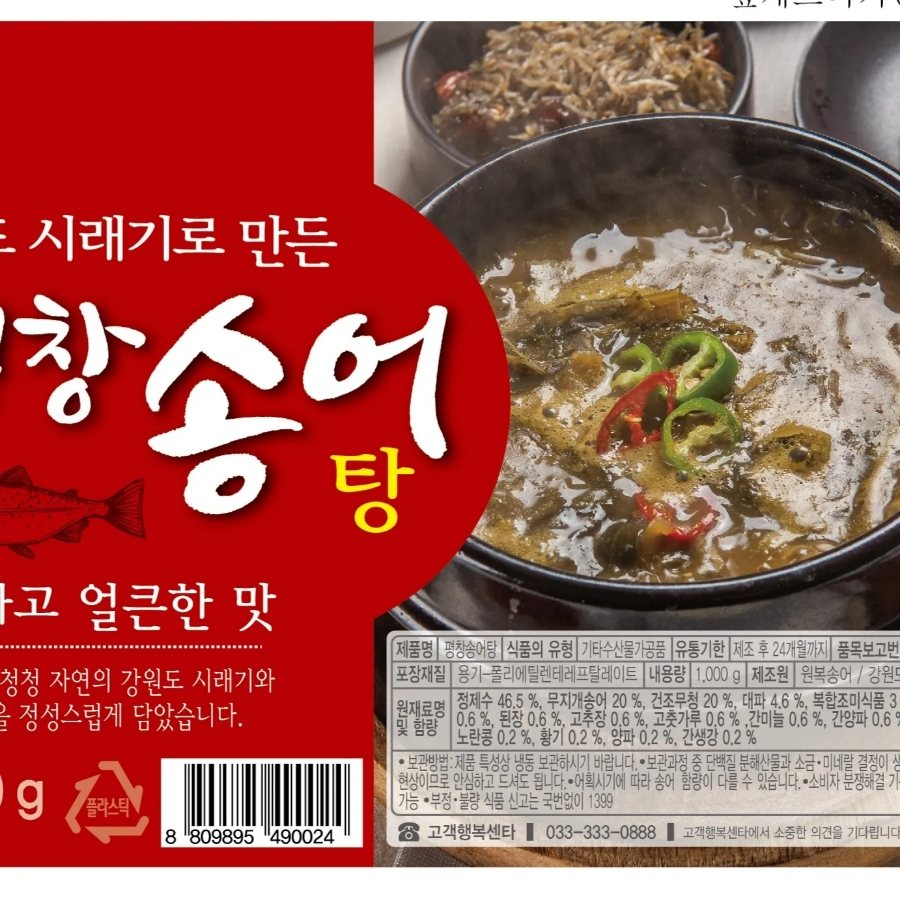 시래기로 만든
창송어
탕
고 얼큰한 맛
청청 자연의 강원도 시래기와
정성스럽게 담았습니다.
g
플라스틱
8 809895 490024
제품명 평창송어탕 식품의 유형 기타수산물가공품 유통기한 제조 후 24개월까지 품목보고번
포장재질 용기-폴리에틸렌테레프탈레이트 내용량 1,000 g 제조원 원복송어 / 강원도
원재료명 및 함량 정제수 46.5 %, 무지개송어 20 %, 건조무청 20 %, 대파 4.6 %, 복합조미식품 3
0.6 %, 된장 0.6 %, 고추장 0.6 %, 고춧가루 0.6 % ,간미늘 0.6 %, 간양파 0.6 %
노란콩 0.2 %, 황기 0.2 %, 양파 0.2 %, 간생강 0.2 %
• 보관방법: 제품 특성상 냉동 보관하시기 바랍니다. •보관과정 중 단백질 분해산물과 소금·미네랄 결정이 생
현상이므로 안심하고 드셔도 됩니다. •어획시기에 따라 송어 함량이 다를 수 있습니다. •소비자 분쟁해결 기
가능 •부정·불량 식품 신고는 국번없이 1399
☎ 고객행복센타 ▌ 033-333-0888 ▌ 고객행복센타에서 소중한 의견을 기다립니다